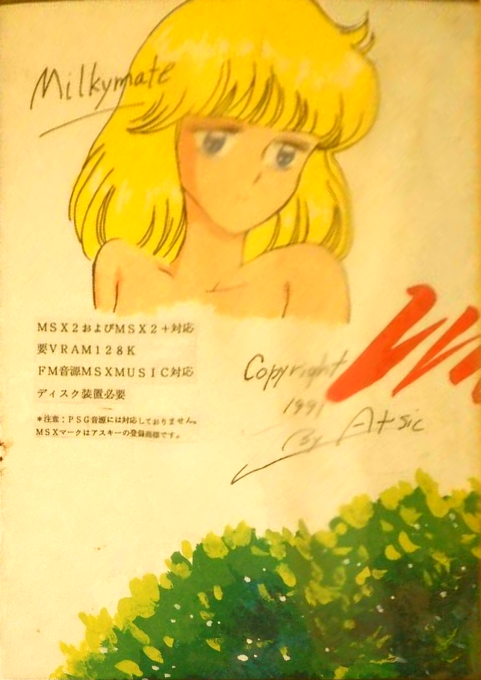 Milkymate
MSX2およびMSX2+対応
要VRAM128K
FM音源MSXMUSIC対応
ディスク装置必要
*注意:PSG音源には対応しておりません。
MSXマークはアスキーの登録商標です。
Copyright
1991
By Atsic